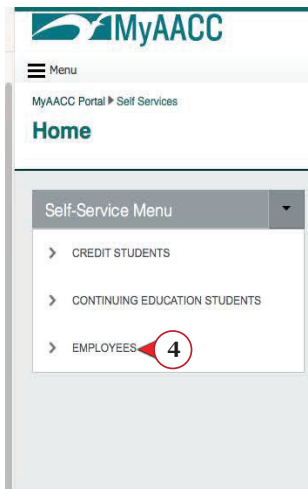 MyAACC
Menu
MyAACC Portal Self Services
Home
Self-Service Menu
CREDIT STUDENTS
CONTINUING EDUCATION STUDENTS
EMPLOYEES 4